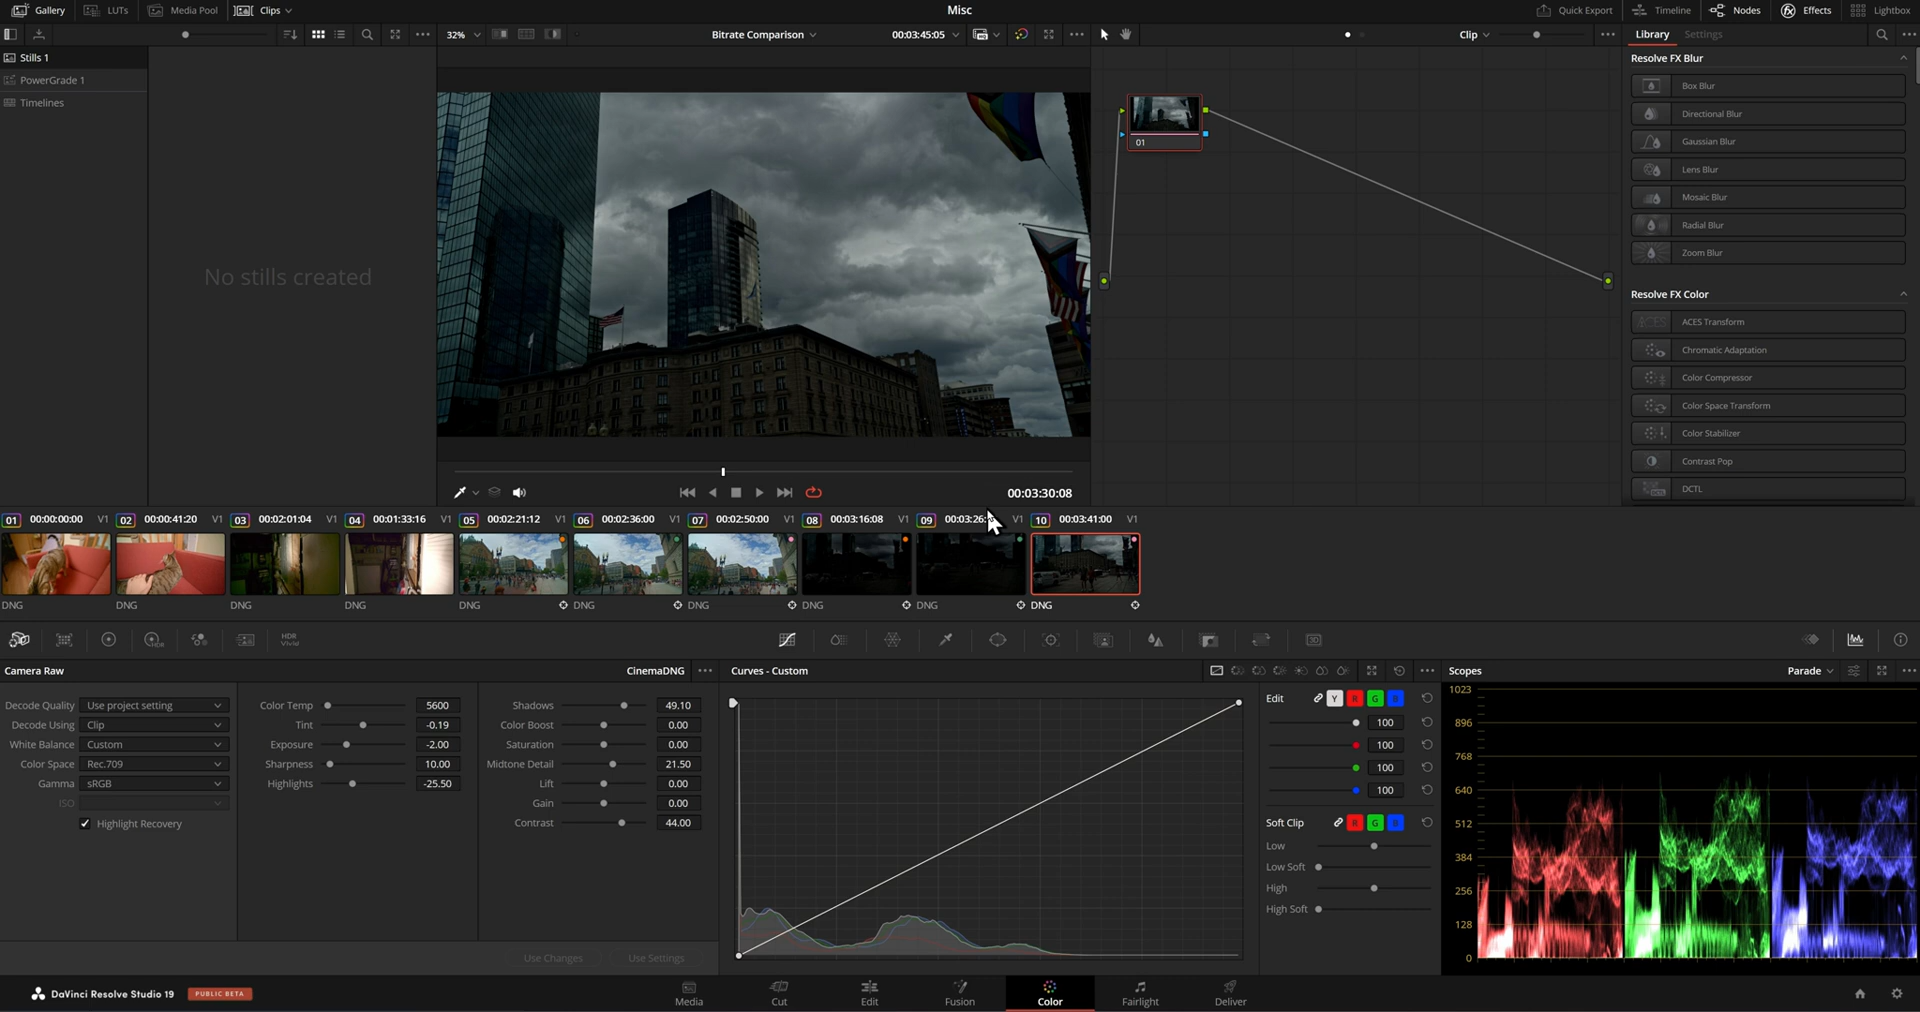 Gallery LUTs Media Pool Clips Misc Quick Export Timeline Nodes Effects Lightbox
32% Bitrate Comparison 00:03:45:05 Clip Library Settings
Stills 1
PowerGrade 1
Timelines
No stills created
01
Resolve FX Blur
Box Blur
Directional Blur
Gaussian Blur
Lens Blur
Mosaic Blur
Radial Blur
Zoom Blur
Resolve FX Color
ACES Transform
Chromatic Adaptation
Color Compressor
Color Space Transform
Color Stabilizer
Contrast Pop
DCTL
00:03:30:08
01 00:00:00:00 V1 02 00:00:41:20 V1 03 00:02:01:04 V1 04 00:01:33:16 V1 05 00:02:21:12 V1 06 00:02:36:00 V1 07 00:02:50:00 V1 08 00:03:16:08 V1 09 00:03:26: V1 10 00:03:41:00 V1
DNG DNG DNG DNG DNG DNG DNG DNG DNG DNG
HDR
Vivid
3D
Camera Raw CinemaDNG
Decode Quality Use project setting
Decode Using Clip
White Balance Custom
Color Space Rec.709
Gamma sRGB
ISO
Highlight Recovery
Color Temp 5600
Tint -0.19
Exposure -2.00
Sharpness 10.00
Highlights -25.50
Shadows 49.10
Color Boost 0.00
Saturation 0.00
Midtone Detail 21.50
Lift 0.00
Gain 0.00
Contrast 44.00
Use Changes Use Settings
Curves - Custom
Edit Y R G B
100
100
100
100
Soft Clip R G B
Low
Low Soft
High
High Soft
Scopes Parade
1023
896
768
640
512
384
256
128
0
DaVinci Resolve Studio 19 PUBLIC BETA
Media Cut Edit Fusion Color Fairlight Deliver